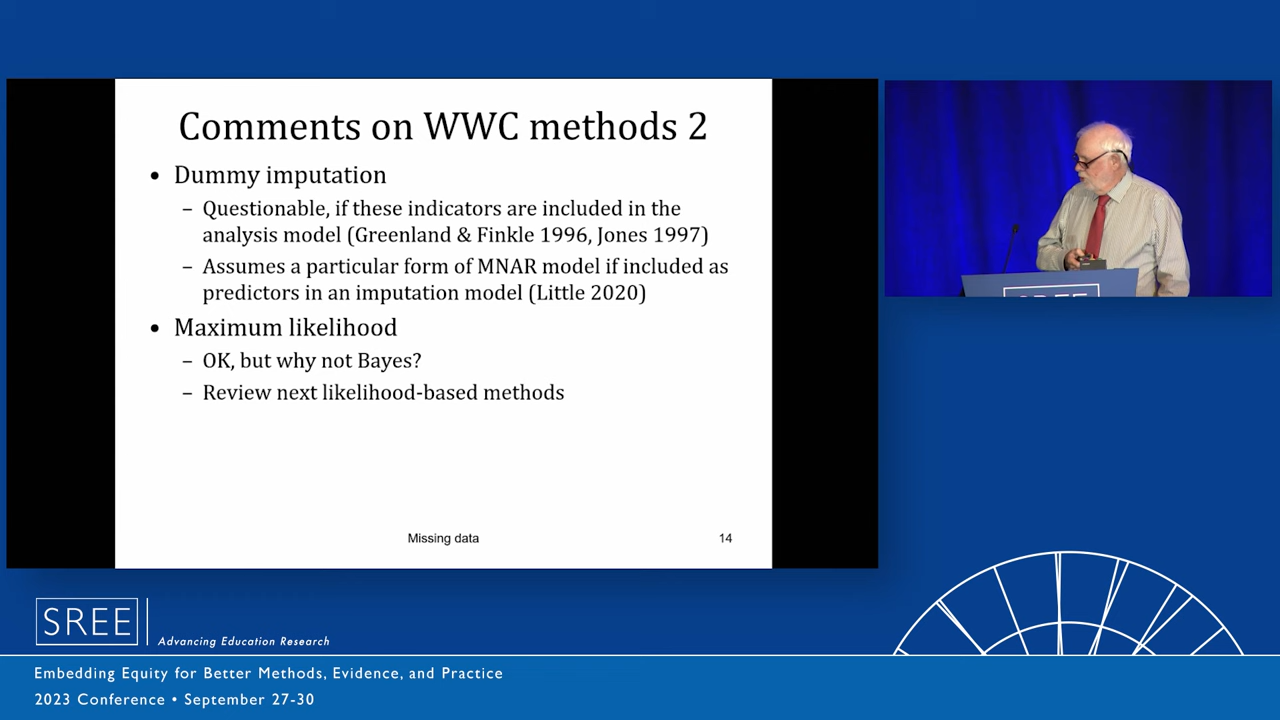 Comments on WWC methods 2
• Dummy imputation
– Questionable, if these indicators are included in the
analysis model (Greenland & Finkle 1996, Jones 1997)
– Assumes a particular form of MNAR model if included as
predictors in an imputation model (Little 2020)
• Maximum likelihood
– OK, but why not Bayes?
– Review next likelihood-based methods
Missing data
14
SREE
SREE
Advancing Education Research
Embedding Equity for Better Methods, Evidence, and Practice
2023 Conference • September 27-30